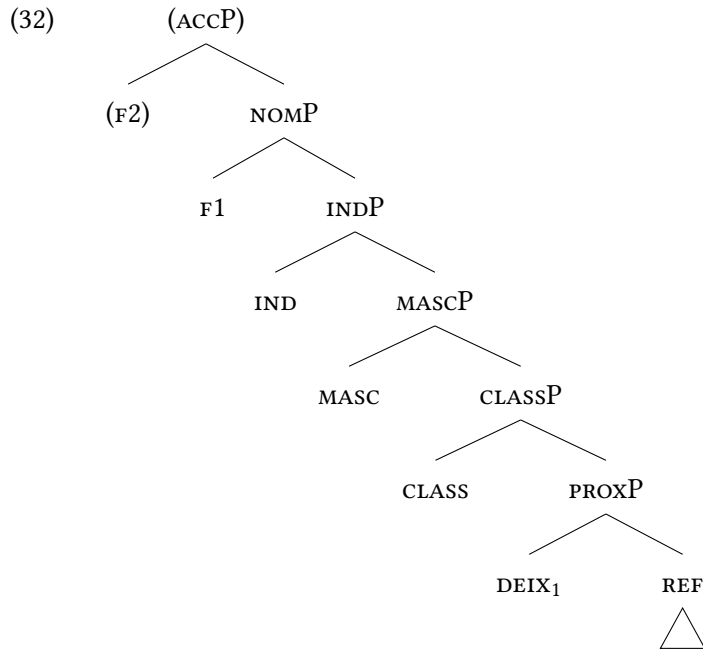 (32) (ACCP)
(F2) NOMP
F1 INDP
IND MASCP
MASC CLASSP
CLASS PROXP
DEIX₁ REF